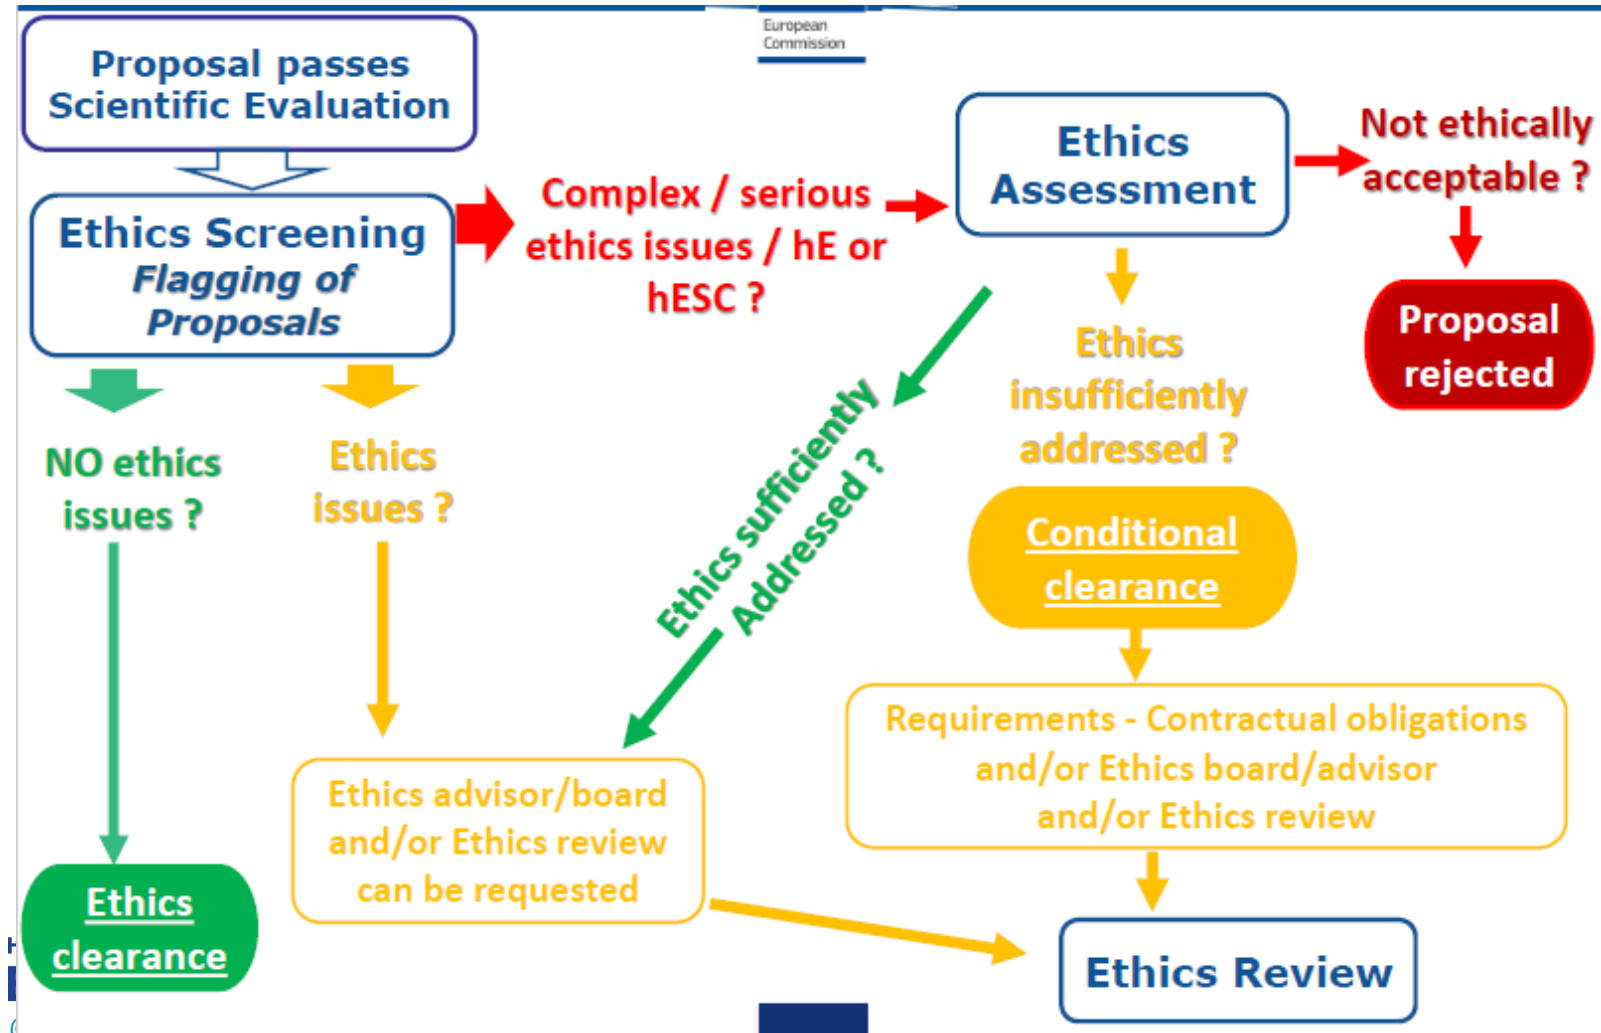 European
Commission
Proposal passes
Scientific Evaluation
Ethics Screening
Flagging of
Proposals
Complex / serious
ethics issues / hE or
hESC ?
Ethics
Assessment
Not ethically
acceptable ?
Proposal
rejected
NO ethics
issues ?
Ethics
issues ?
Ethics sufficiently
Addressed ?
Ethics
insufficiently
addressed ?
Conditional
clearance
Requirements - Contractual obligations
and/or Ethics board/advisor
and/or Ethics review
Ethics advisor/board
and/or Ethics review
can be requested
Ethics
clearance
Ethics Review